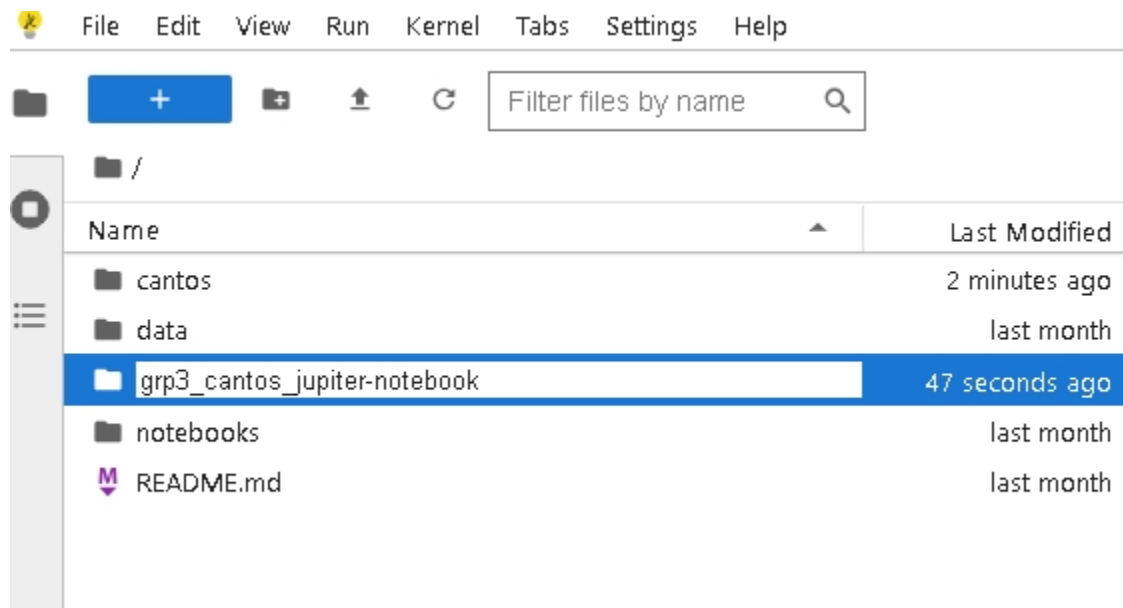 File Edit View Run Kernel Tabs Settings Help
+ Filter files by name
/
Name Last Modified
cantos 2 minutes ago
data last month
grp3_cantos_jupiter-notebook 47 seconds ago
notebooks last month
M README.md last month